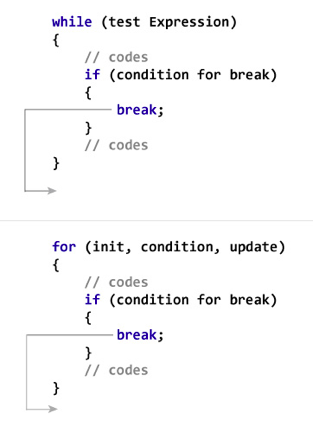 while (test Expression)
{
// codes
if (condition for break)
{
break;
}
// codes
}
for (init, condition, update)
{
// codes
if (condition for break)
{
break;
}
// codes
}